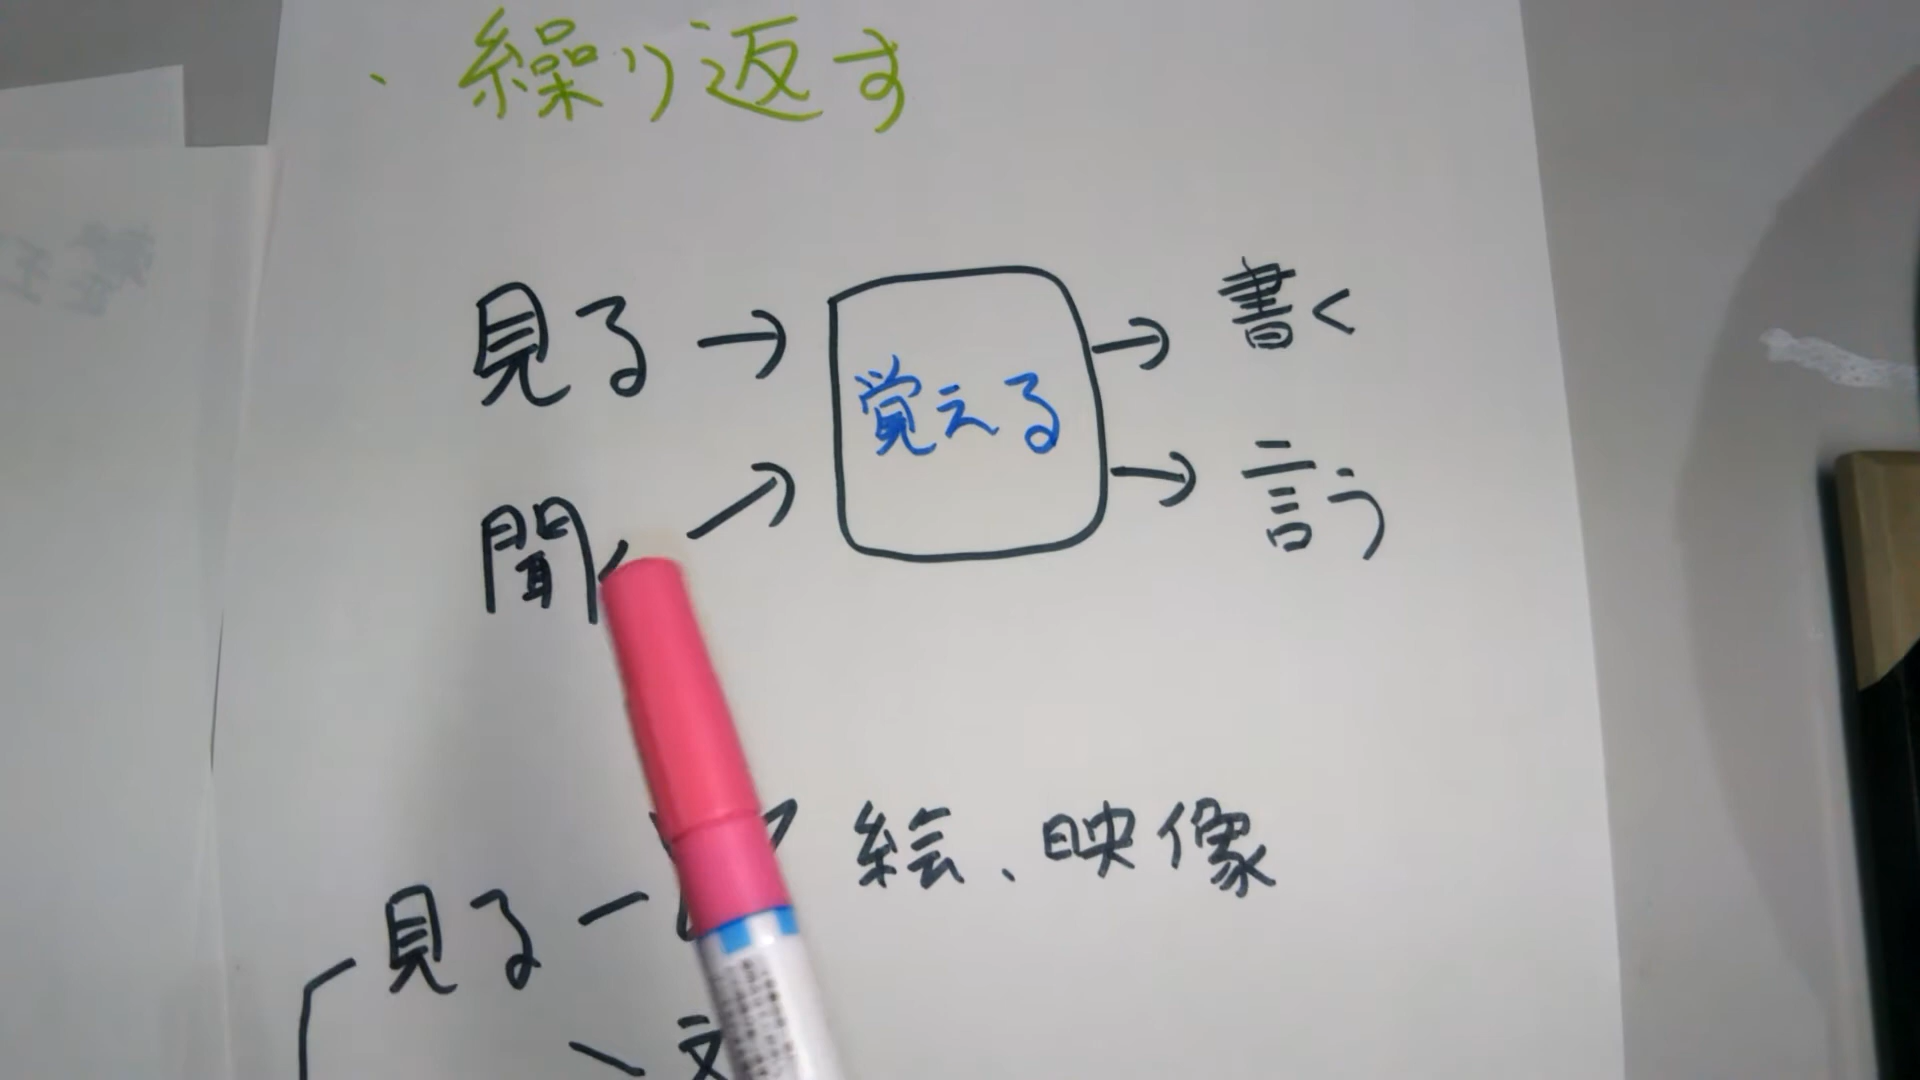 ・繰り返す
見る → 覚える → 書く
聞く → → 言う
絵、映像
見る
文